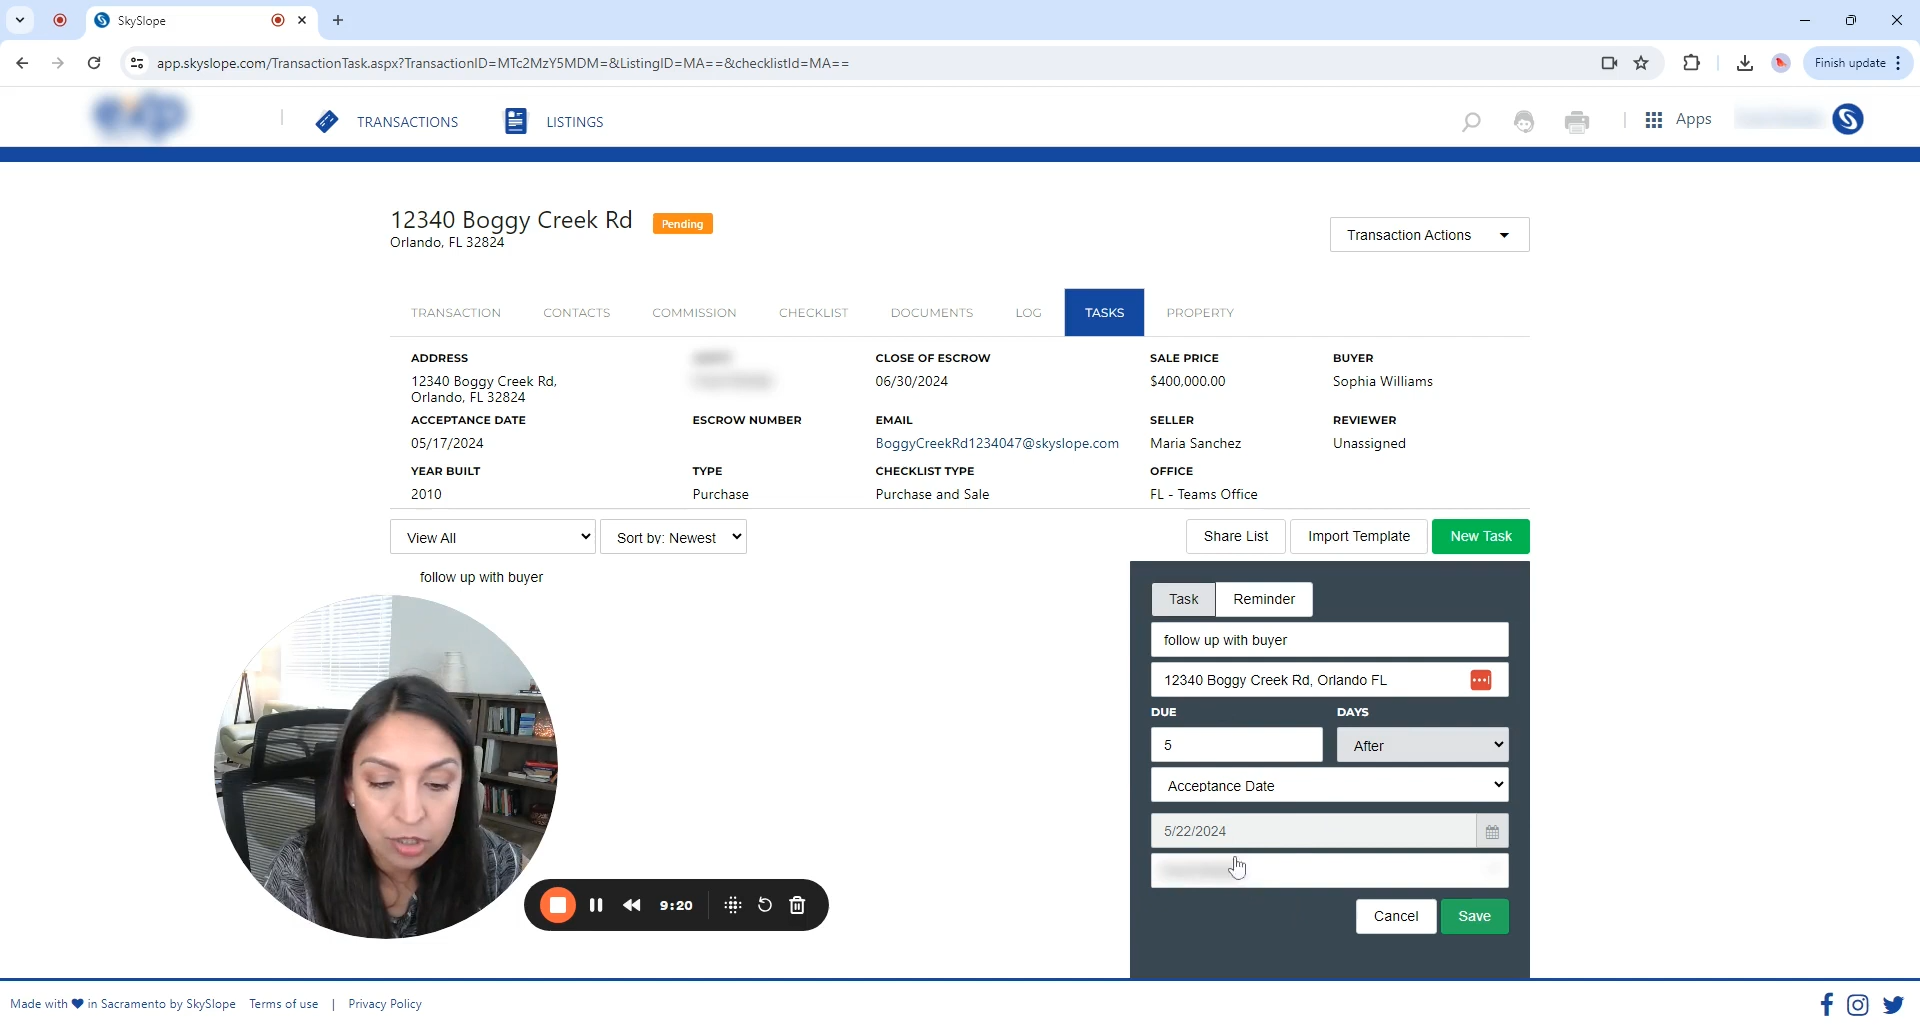 SkySlope
app.skyslope.com/TransactionTask.aspx?TransactionID=MTc2MzY5MDM=&ListingID=MA==&checklistId=MA==
Finish update
TRANSACTIONS
LISTINGS
Apps
12340 Boggy Creek Rd
Pending
Orlando, FL 32824
Transaction Actions
TRANSACTION
CONTACTS
COMMISSION
CHECKLIST
DOCUMENTS
LOG
TASKS
PROPERTY
ADDRESS
12340 Boggy Creek Rd,
Orlando, FL 32824
CLOSE OF ESCROW
06/30/2024
SALE PRICE
$400,000.00
BUYER
Sophia Williams
ACCEPTANCE DATE
05/17/2024
ESCROW NUMBER
EMAIL
BoggyCreekRd1234047@skyslope.com
SELLER
Maria Sanchez
REVIEWER
Unassigned
YEAR BUILT
2010
TYPE
Purchase
CHECKLIST TYPE
Purchase and Sale
OFFICE
FL - Teams Office
View All
Sort by: Newest
Share List
Import Template
New Task
follow up with buyer
Task
Reminder
follow up with buyer
12340 Boggy Creek Rd, Orlando FL
DUE
DAYS
5
After
Acceptance Date
5/22/2024
Cancel
Save
9:20
Made with in Sacramento by SkySlope Terms of use | Privacy Policy